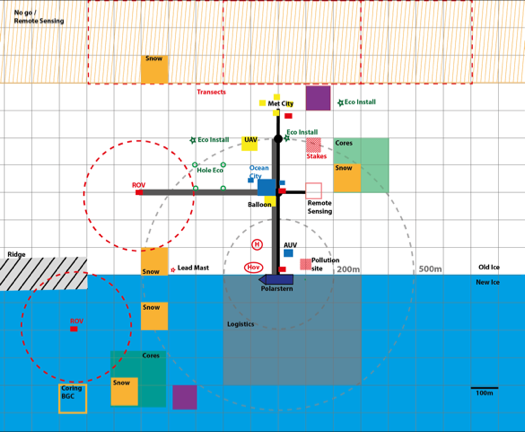 No go /
Remote Sensing
Snow
Transects
Met City
Eco Install
Eco Install
Eco Install
UAV
Stakes
Cores
Hole Eco
Ocean
City
Snow
ROV
Balloon
Remote
Sensing
H
AUV
Ridge
Snow
Lead Mast
Hov
Pollution
site
200m
500m
Old Ice
Polarstern
New Ice
Snow
ROV
Logistics
Cores
Snow
Coring
BGC
100m